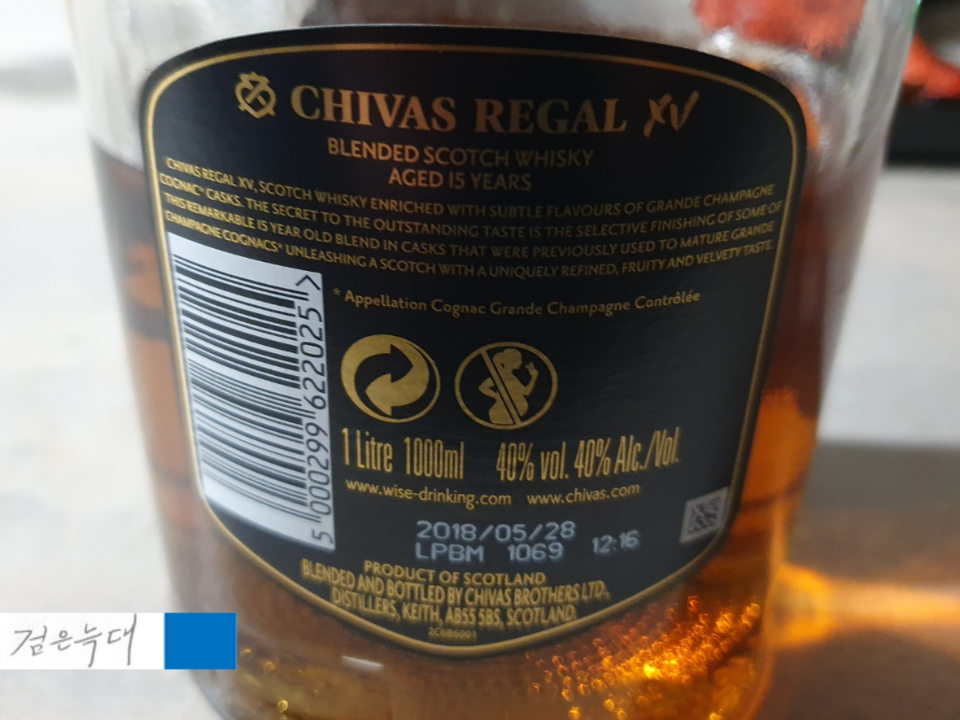 CHIVAS REGAL XV
BLENDED SCOTCH WHISKY
AGED 15 YEARS
CHIVAS REGAL XV, SCOTCH WHISKY ENRICHED WITH SUBTLE FLAVOURS OF GRANDE CHAMPAGNE
COGNAC* CASKS. THE SECRET TO THE OUTSTANDING TASTE IS THE SELECTIVE FINISHING OF SOME OF
THIS REMARKABLE 15 YEAR OLD BLEND IN CASKS THAT WERE PREVIOUSLY USED TO MATURE GRANDE
CHAMPAGNE COGNACS* UNLEASHING A SCOTCH WITH A UNIQUELY REFINED, FRUITY AND VELVETY TASTE.
* Appellation Cognac Grande Champagne Contrôlée
5 000299 622025 >
1 Litre 1000ml 40% vol. 40% Alc./Vol.
www.wise-drinking.com www.chivas.com
2018/05/28
LPBM 1069 12:16
PRODUCT OF SCOTLAND
BLENDED AND BOTTLED BY CHIVAS BROTHERS LTD,
DISTILLERS, KEITH, AB55 5BS, SCOTLAND.
2C6B6001
검은늑대